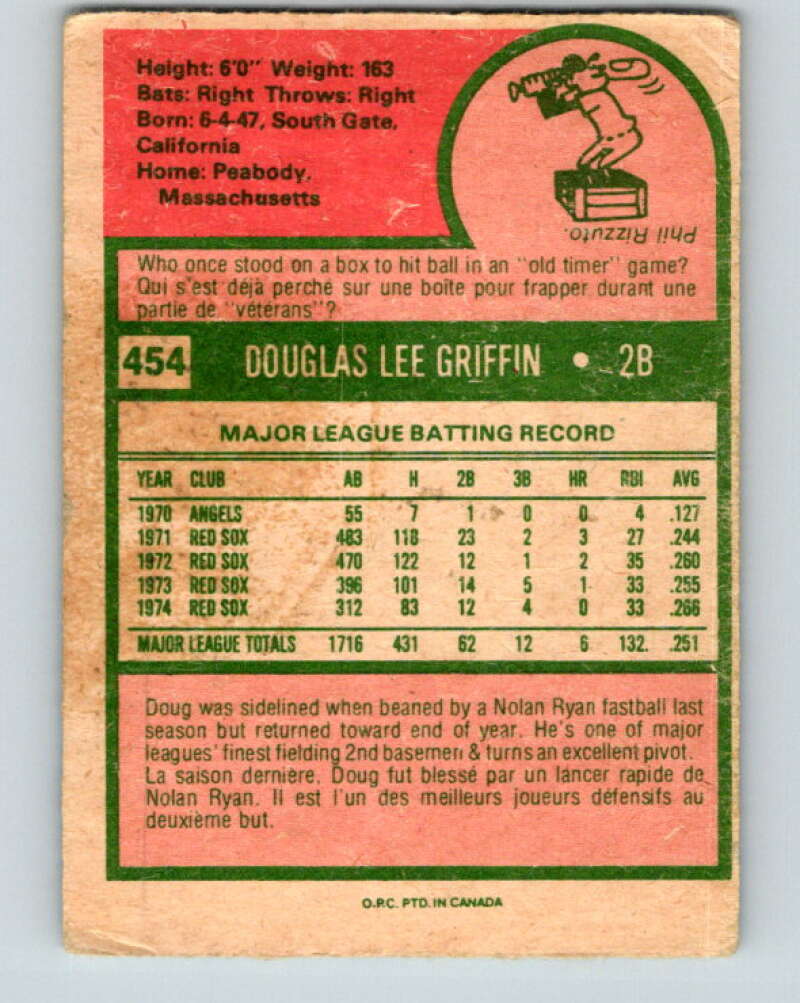 Height: 6'0" Weight: 163
Bats: Right Throws: Right
Born: 6-4-47, South Gate,
California
Home: Peabody,
Massachusetts
Phil Rizzuto.
Who once stood on a box to hit ball in an "old timer" game?
Qui s'est déjà perché sur une boîte pour frapper durant une
partie de "vétérans"?
454 DOUGLAS LEE GRIFFIN • 2B
MAJOR LEAGUE BATTING RECORD
YEAR CLUB AB H 2B 3B HR RBI AVG
1970 ANGELS 55 7 1 0 0 4 .127
1971 RED SOX 483 118 23 2 3 27 .244
1972 RED SOX 470 122 12 1 2 35 .260
1973 RED SOX 396 101 14 5 1 33 .255
1974 RED SOX 312 83 12 4 0 33 .266
MAJOR LEAGUE TOTALS 1716 431 62 12 6 132. .251
Doug was sidelined when beaned by a Nolan Ryan fastball last
season but returned toward end of year. He's one of major
leagues' finest fielding 2nd basemen & turns an excellent pivot.
La saison dernière, Doug fut blessé par un lancer rapide de
Nolan Ryan. Il est l'un des meilleurs joueurs défensifs au
deuxième but.
O.P.C. PTD. IN CANADA